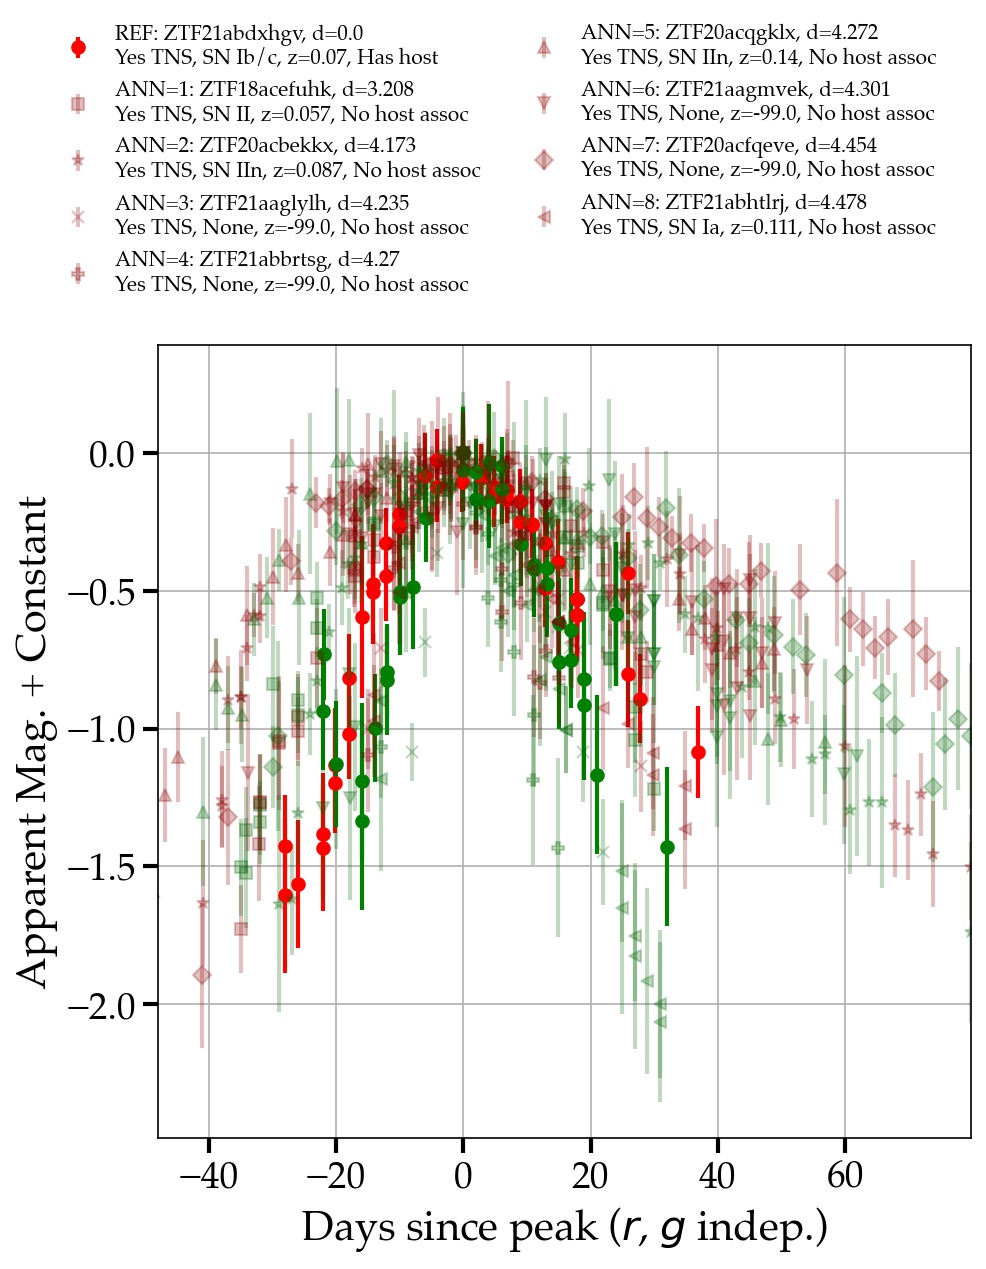 REF: ZTF21abdxhgv, d=0.0
Yes TNS, SN Ib/c, z=0.07, Has host
ANN=1: ZTF18acefuhk, d=3.208
Yes TNS, SN II, z=0.057, No host assoc
ANN=2: ZTF20acbekkx, d=4.173
Yes TNS, SN IIn, z=0.087, No host assoc
ANN=3: ZTF21aaglylh, d=4.235
Yes TNS, None, z=-99.0, No host assoc
ANN=4: ZTF21abbrtsg, d=4.27
Yes TNS, None, z=-99.0, No host assoc
ANN=5: ZTF20acqgklx, d=4.272
Yes TNS, SN IIn, z=0.14, No host assoc
ANN=6: ZTF21aagmvek, d=4.301
Yes TNS, None, z=-99.0, No host assoc
ANN=7: ZTF20acfqeve, d=4.454
Yes TNS, None, z=-99.0, No host assoc
ANN=8: ZTF21abhtlrj, d=4.478
Yes TNS, SN Ia, z=0.111, No host assoc
Apparent Mag. + Constant
0.0
−0.5
−1.0
−1.5
−2.0
−40 −20 0 20 40 60
Days since peak (r, g indep.)